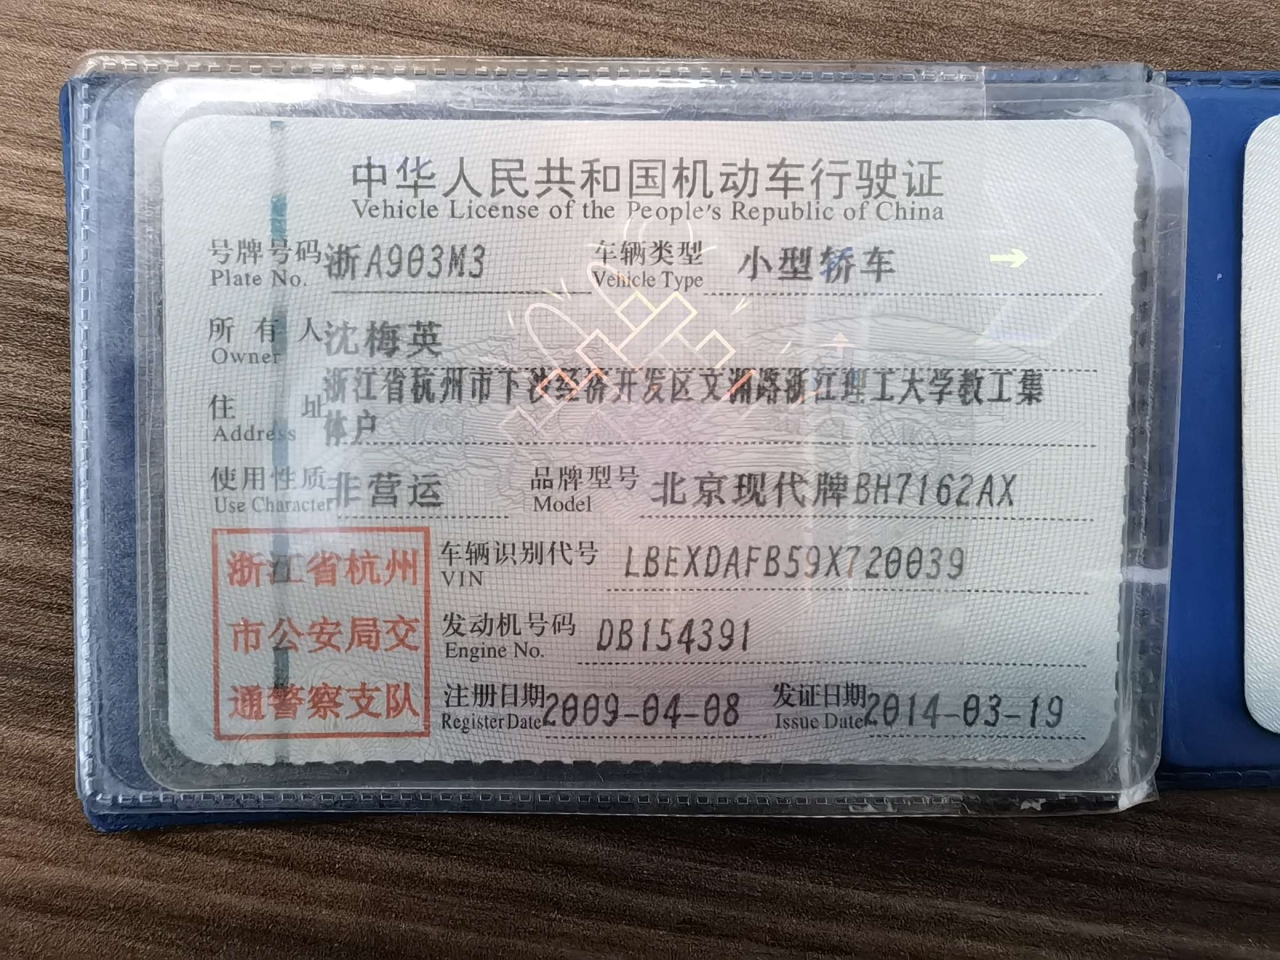 中华人民共和国机动车行驶证
Vehicle License of the People's Republic of China
号牌号码 浙A903M3 车辆类型 小型轿车
Plate No. Vehicle Type
所有人 沈梅英
Owner
住址 浙江省杭州市下沙经济开发区文渊路浙江理工大学教工集
Address 体户
使用性质 非营运 品牌型号 北京现代牌BH7162AX
Use Character Model
浙江省杭州
市公安局交
通警察支队
车辆识别代号 LBEXDAFB59X720039
VIN
发动机号码 DB154391
Engine No.
注册日期 2009-04-08 发证日期 2014-03-19
Register Date Issue Date